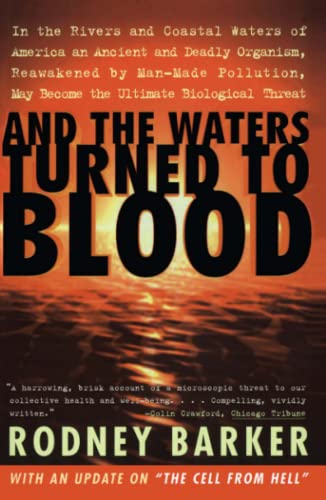 In the Rivers and Coastal Waters of
America an Ancient and Deadly Organism,
Reawakened by Man-Made Pollution,
May Become the Ultimate Biological Threat
AND THE WATERS
TURNED TO
BLOOD
"A harrowing, brisk account of a microscopic threat to our
collective health and well-being. . . . Compelling, vividly
written."
—Colin Crawford, Chicago Tribune
RODNEY BARKER
WITH AN UPDATE ON "THE CELL FROM HELL"